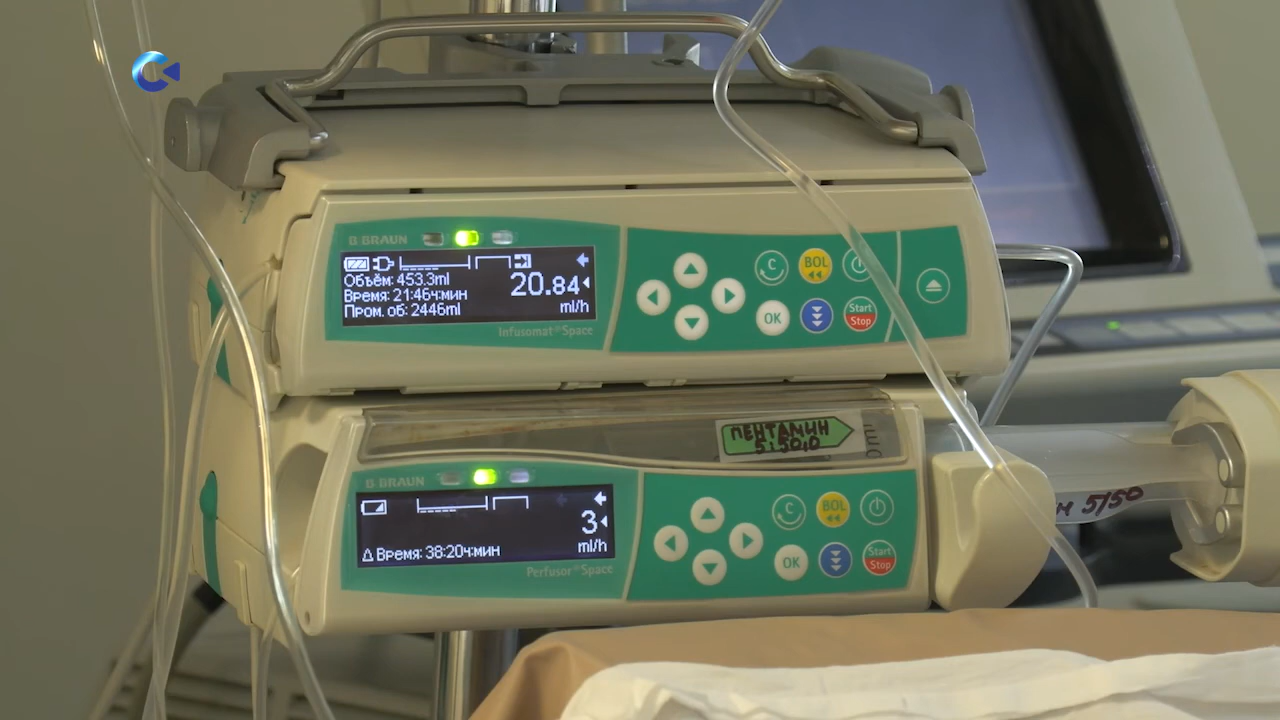 B BRAUN
Объём: 453.3ml
Время: 21:46ч:мин
Пром. об: 2446ml
20.84
ml/h
Infusomat® Space
C
BOL
OK
Start
Stop
ПЕНТАМИН
5:50,0
B BRAUN
3
ml/h
Δ Время: 38:20ч:мин
Perfusor® Space
C
BOL
OK
Start
Stop
5/50